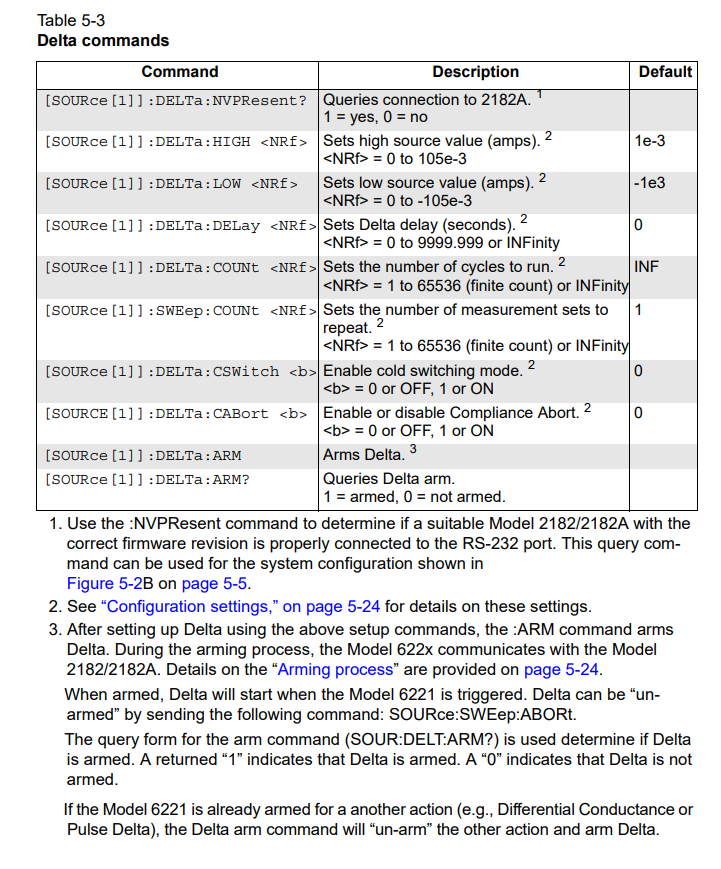 Table 5-3
Delta commands
Command Description Default
[SOURce[1]]:DELTa:NVPResent? Queries connection to 2182A. 1
1 = yes, 0 = no
[SOURce[1]]:DELTa:HIGH <NRf> Sets high source value (amps). 2 1e-3
<NRf> = 0 to 105e-3
[SOURce[1]]:DELTa:LOW <NRf> Sets low source value (amps). 2 -1e3
<NRf> = 0 to -105e-3
[SOURce[1]]:DELTa:DELay <NRf> Sets Delta delay (seconds). 2 0
<NRf> = 0 to 9999.999 or INFinity
[SOURce[1]]:DELTa:COUNt <NRf> Sets the number of cycles to run. 2 INF
<NRf> = 1 to 65536 (finite count) or INFinity
[SOURce[1]]:SWEep:COUNt <NRf> Sets the number of measurement sets to 1
repeat. 2
<NRf> = 1 to 65536 (finite count) or INFinity
[SOURce[1]]:DELTa:CSWitch <b> Enable cold switching mode. 2 0
<b> = 0 or OFF, 1 or ON
[SOURCE[1]]:DELTa:CABort <b> Enable or disable Compliance Abort. 2 0
<b> = 0 or OFF, 1 or ON
[SOURce[1]]:DELTa:ARM Arms Delta. 3
[SOURce[1]]:DELTa:ARM? Queries Delta arm.
1 = armed, 0 = not armed.
1. Use the :NVPResent command to determine if a suitable Model 2182/2182A with the
correct firmware revision is properly connected to the RS-232 port. This query com-
mand can be used for the system configuration shown in
Figure 5-2B on page 5-5.
2. See “Configuration settings,” on page 5-24 for details on these settings.
3. After setting up Delta using the above setup commands, the :ARM command arms
Delta. During the arming process, the Model 622x communicates with the Model
2182/2182A. Details on the “Arming process” are provided on page 5-24.
When armed, Delta will start when the Model 6221 is triggered. Delta can be “un-
armed” by sending the following command: SOURce:SWEep:ABORt.
The query form for the arm command (SOUR:DELT:ARM?) is used determine if Delta
is armed. A returned “1” indicates that Delta is armed. A “0” indicates that Delta is not
armed.
If the Model 6221 is already armed for a another action (e.g., Differential Conductance or
Pulse Delta), the Delta arm command will “un-arm” the other action and arm Delta.